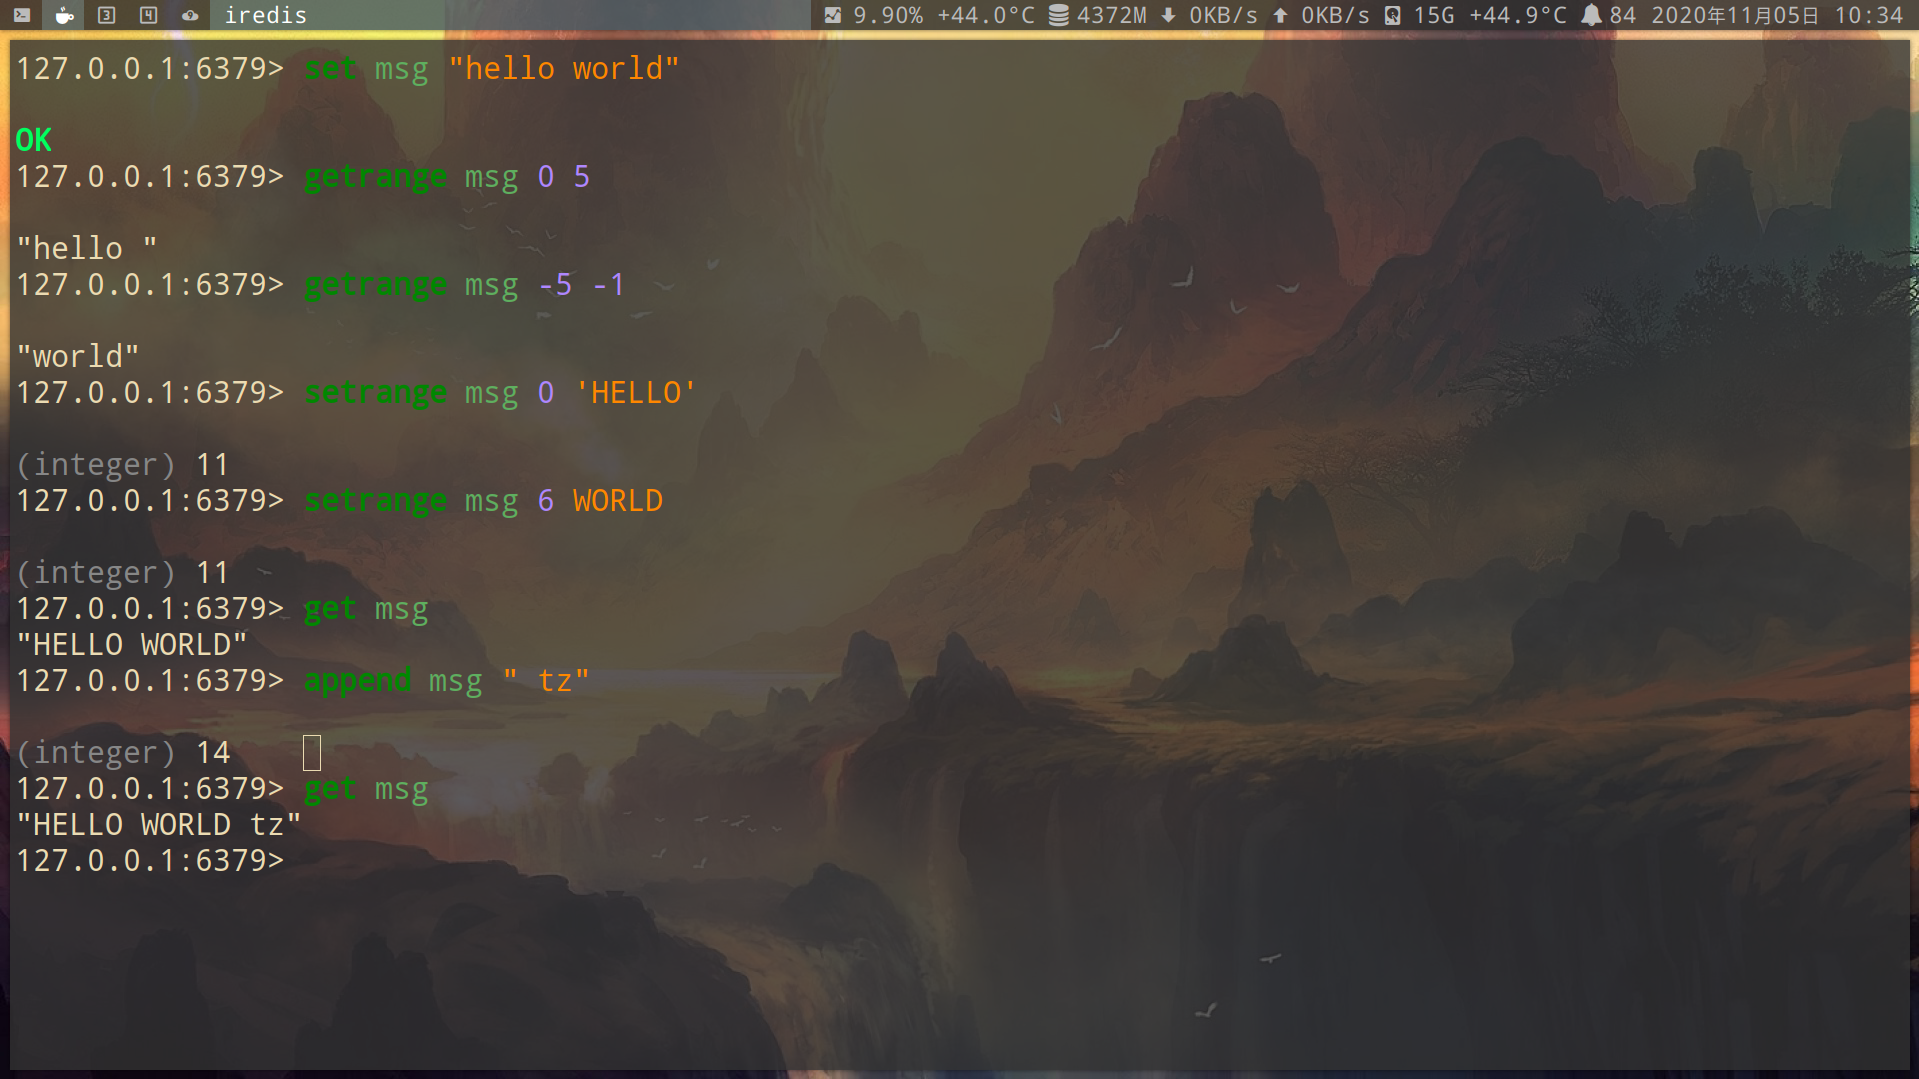 3 4 iredis 9.90% +44.0°C 4372M 0KB/s 0KB/s 15G +44.9°C 84 2020年11月05日 10:34
127.0.0.1:6379> set msg "hello world"
OK
127.0.0.1:6379> getrange msg 0 5
"hello "
127.0.0.1:6379> getrange msg -5 -1
"world"
127.0.0.1:6379> setrange msg 0 'HELLO'
(integer) 11
127.0.0.1:6379> setrange msg 6 WORLD
(integer) 11
127.0.0.1:6379> get msg
"HELLO WORLD"
127.0.0.1:6379> append msg " tz"
(integer) 14
127.0.0.1:6379> get msg
"HELLO WORLD tz"
127.0.0.1:6379>